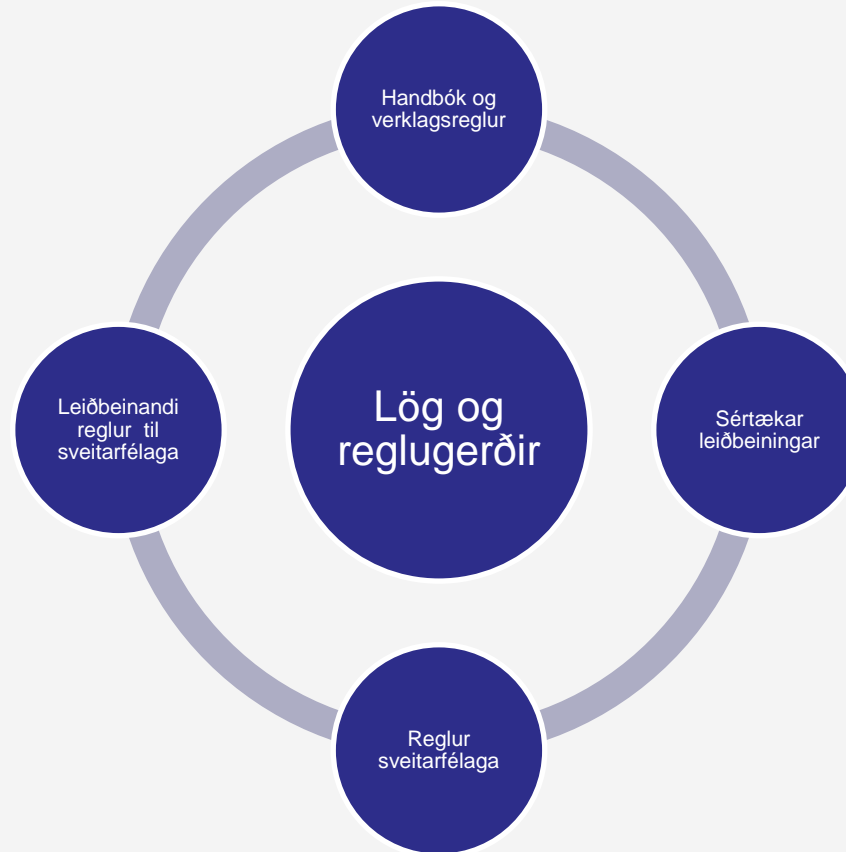 Handbók og
verklagsreglur
Leiðbeinandi
reglur til
sveitarfélaga
Lög og
reglugerðir
Sértækar
leiðbeiningar
Reglur
sveitarfélaga